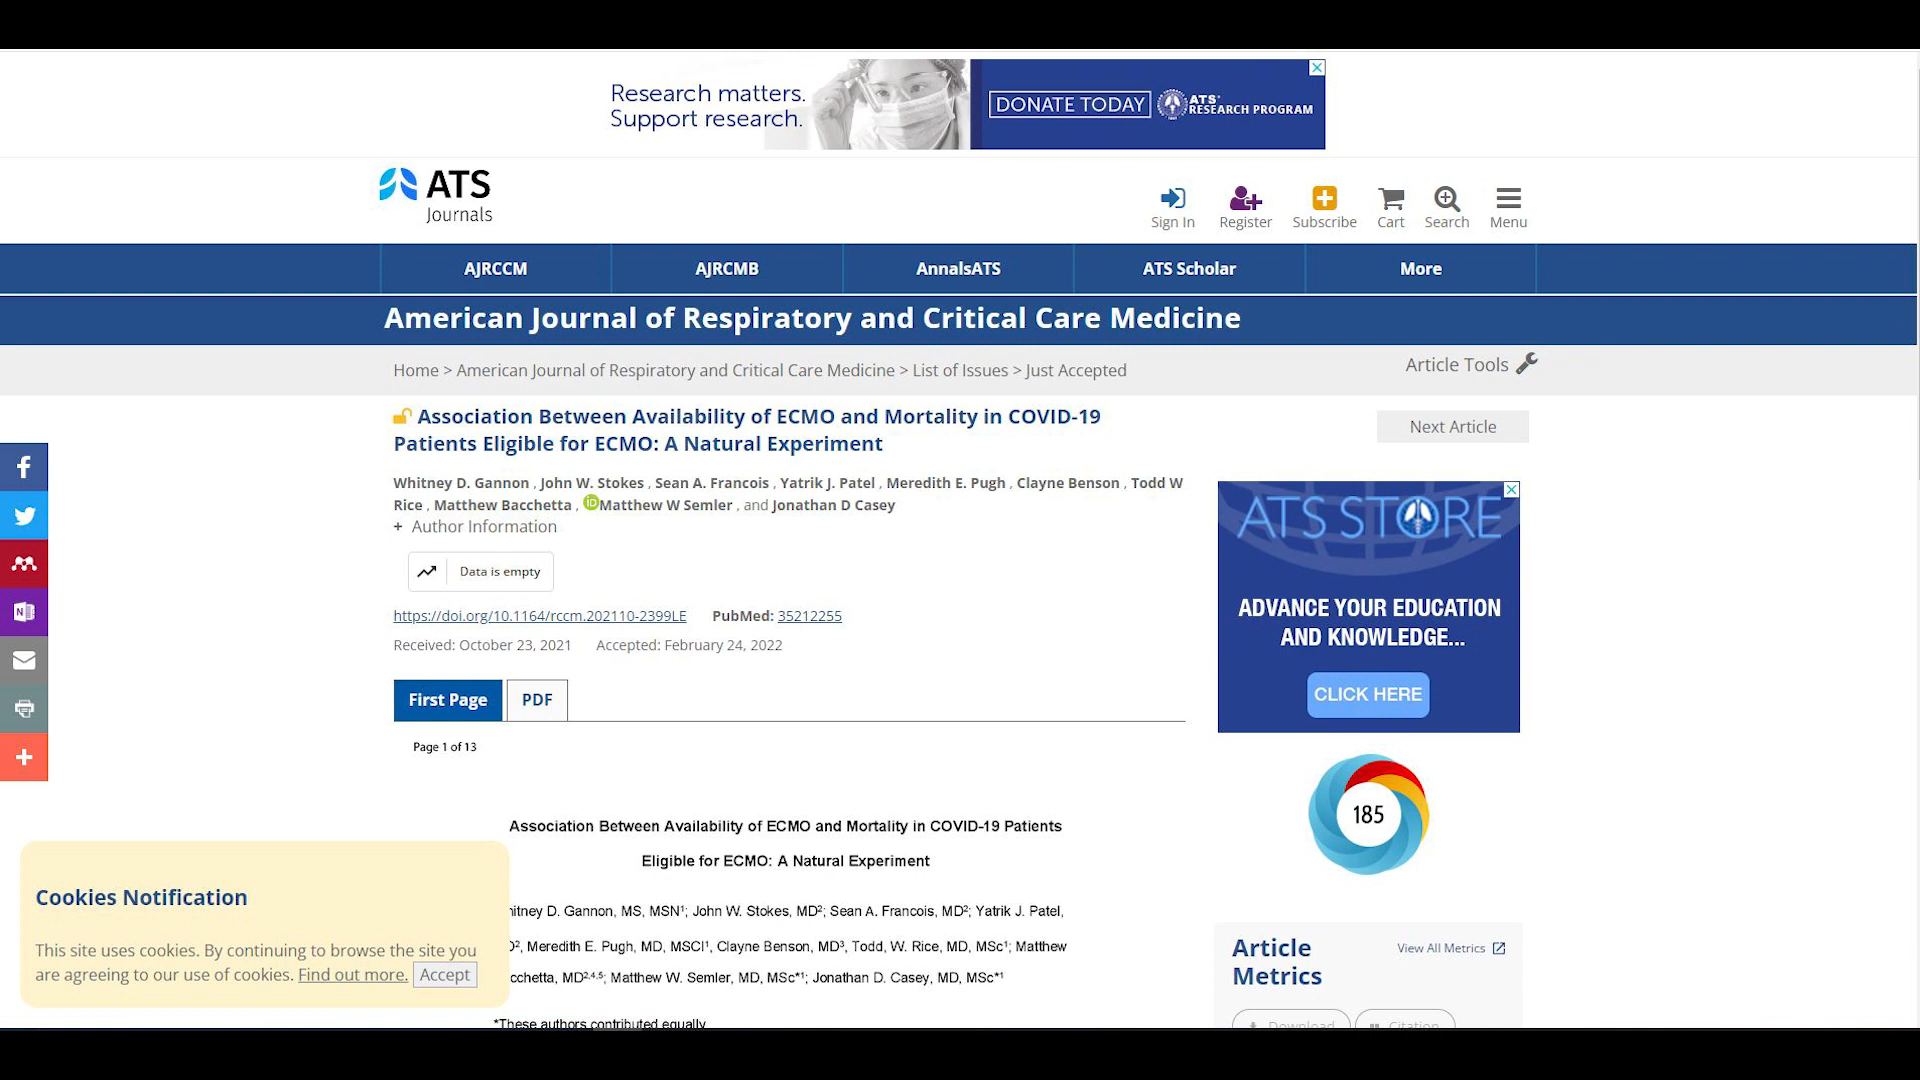 Research matters.
Support research.
DONATE TODAY
ATS
RESEARCH PROGRAM
ATS
Journals
Sign In
Register
Subscribe
Cart
Search
Menu
AJRCCM
AJRCMB
AnnalsATS
ATS Scholar
More
American Journal of Respiratory and Critical Care Medicine
Home > American Journal of Respiratory and Critical Care Medicine > List of Issues > Just Accepted
Article Tools
Association Between Availability of ECMO and Mortality in COVID-19
Patients Eligible for ECMO: A Natural Experiment
Next Article
Whitney D. Gannon , John W. Stokes , Sean A. Francois , Yatrik J. Patel , Meredith E. Pugh , Clayne Benson , Todd W
Rice , Matthew Bacchetta , iD Matthew W Semler , and Jonathan D Casey
+ Author Information
Data is empty
https://doi.org/10.1164/rccm.202110-2399LE PubMed: 35212255
Received: October 23, 2021 Accepted: February 24, 2022
First Page
PDF
Page 1 of 13
ATS STORE
ADVANCE YOUR EDUCATION
AND KNOWLEDGE...
CLICK HERE
185
Association Between Availability of ECMO and Mortality in COVID-19 Patients
Eligible for ECMO: A Natural Experiment
hitney D. Gannon, MS, MSN¹; John W. Stokes, MD²; Sean A. Francois, MD²; Yatrik J. Patel,
D², Meredith E. Pugh, MD, MSCI¹, Clayne Benson, MD³, Todd, W. Rice, MD, MSc¹; Matthew
cchetta, MD²,⁴,⁵; Matthew W. Semler, MD, MSc*¹; Jonathan D. Casey, MD, MSc*¹
*These authors contributed equally
Cookies Notification
This site uses cookies. By continuing to browse the site you
are agreeing to our use of cookies. Find out more. Accept
Article
Metrics
View All Metrics
Download
Citation